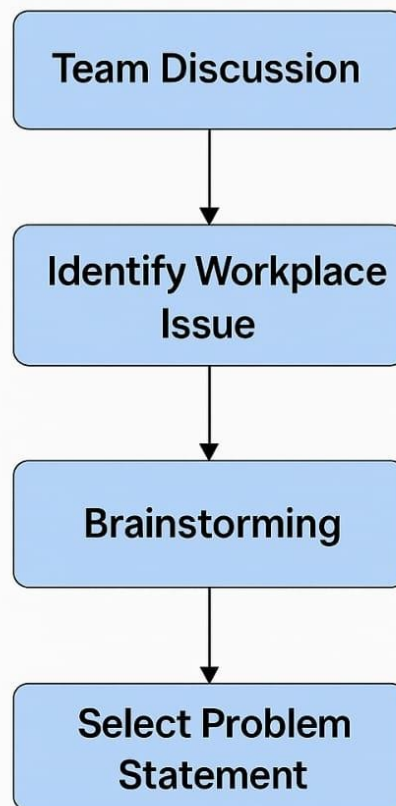 Team Discussion
Identify Workplace
Issue
Brainstorming
Select Problem
Statement